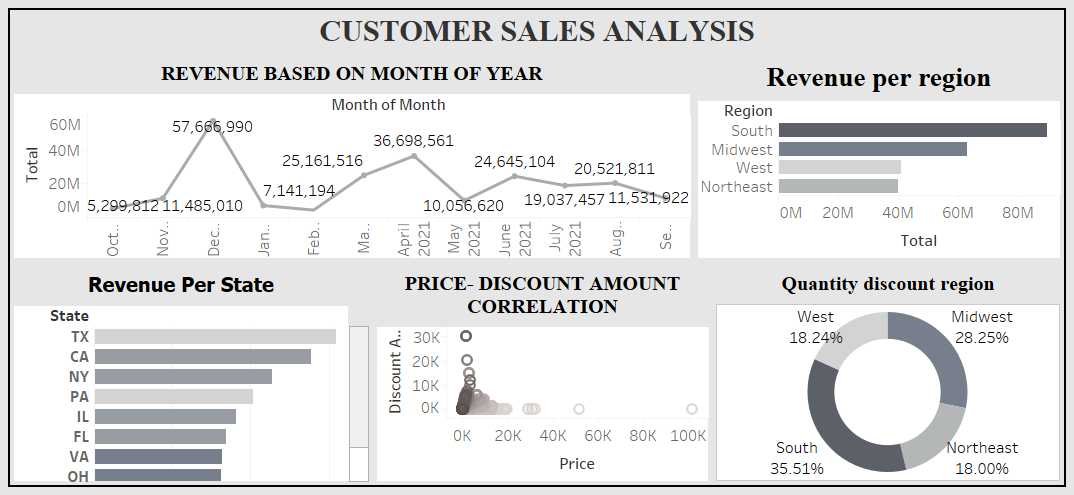 CUSTOMER SALES ANALYSIS
REVENUE BASED ON MONTH OF YEAR
Month of Month
Total
60M
40M
20M
0M
5,299,812
11,485,010
57,666,990
7,141,194
25,161,516
36,698,561
10,056,620
24,645,104
19,037,457
20,521,811
11,531,922
Oct..
Nov..
Dec..
Jan..
Feb..
Ma..
April 2021
May 2021
June 2021
July 2021
Aug..
Se..
Revenue per region
Region
South
Midwest
West
Northeast
0M 20M 40M 60M 80M
Total
Revenue Per State
State
TX
CA
NY
PA
IL
FL
VA
OH
PRICE- DISCOUNT AMOUNT
CORRELATION
Discount A..
30K
20K
10K
0K
0K 20K 40K 60K 80K 100K
Price
Quantity discount region
West
18.24%
Midwest
28.25%
South
35.51%
Northeast
18.00%